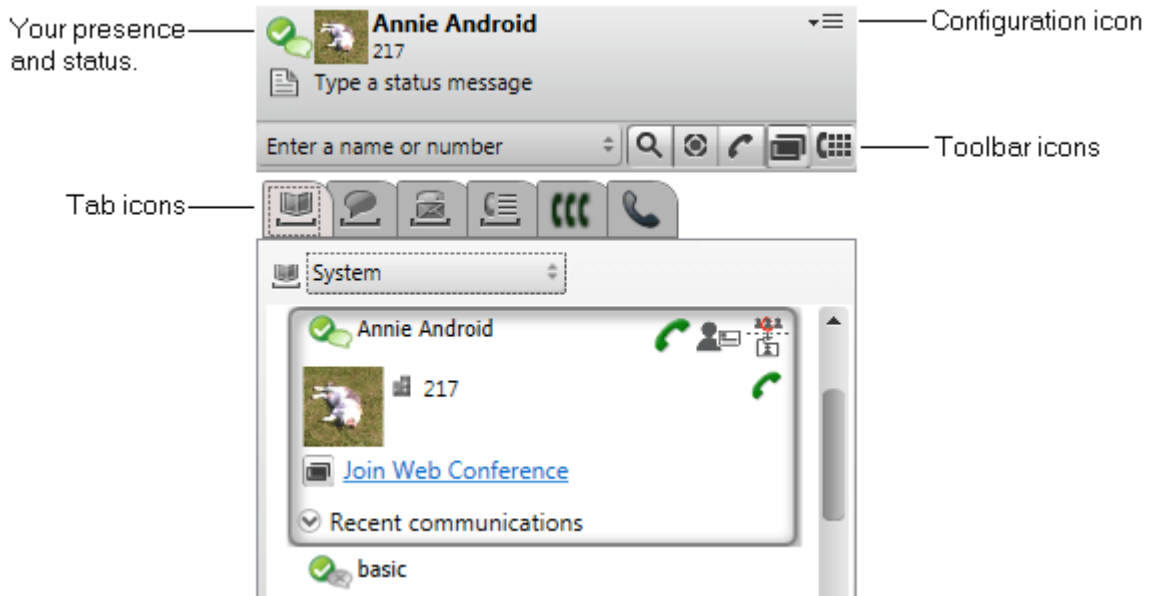 Your presence
and status.
Annie Android
217
Type a status message
Configuration icon
Enter a name or number
Toolbar icons
Tab icons
System
Annie Android
217
Join Web Conference
Recent communications
basic